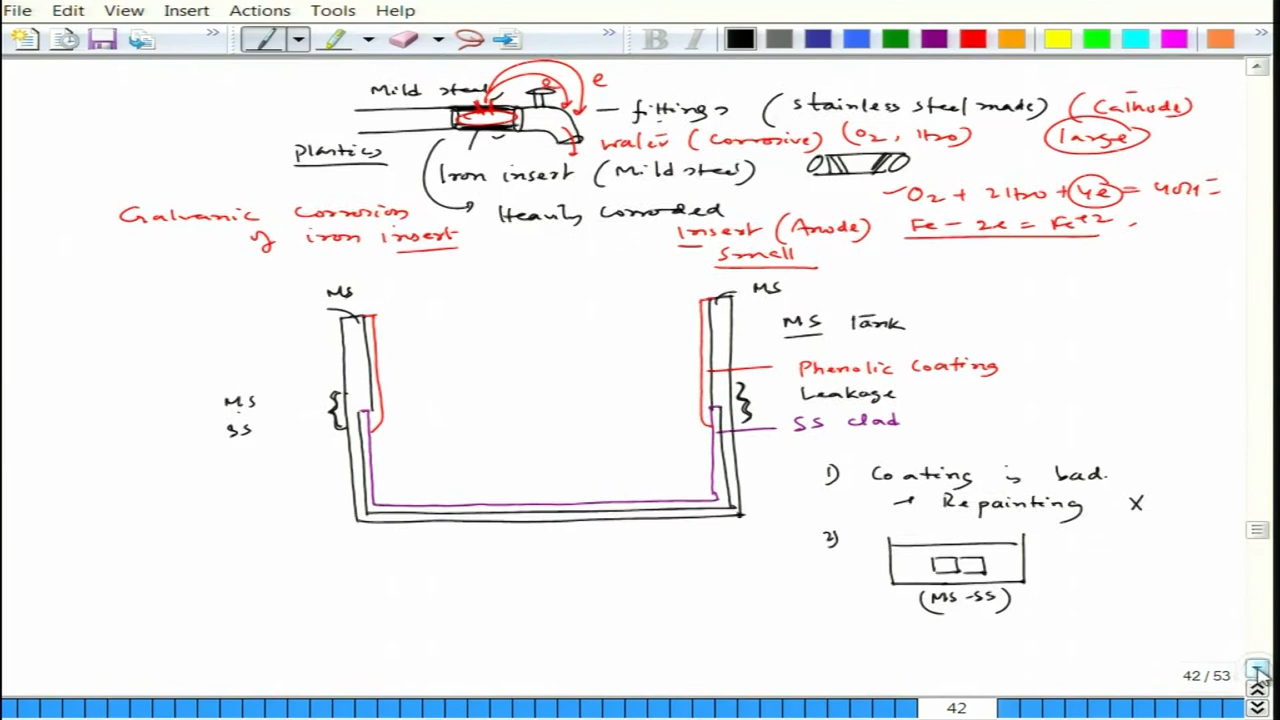 File Edit View Insert Actions Tools Help
B I
Mild steel
e e
fittings (stainless steel made) (Cathode)
water (corrosive) (O2, H2O) large
plastics
Iron insert (Mild steel)
O2 + 2H2O + 4e = 4OH-
Heavily corroded
Galvanic corrosion of iron insert
Insert (Anode) Fe - 2e = Fe+2
small
MS MS
MS Tank
Phenolic coating
Leakage
MS
SS
SS clad
1) Coating is bad.
→ Repainting X
2)
(MS-SS)
42 / 53
42